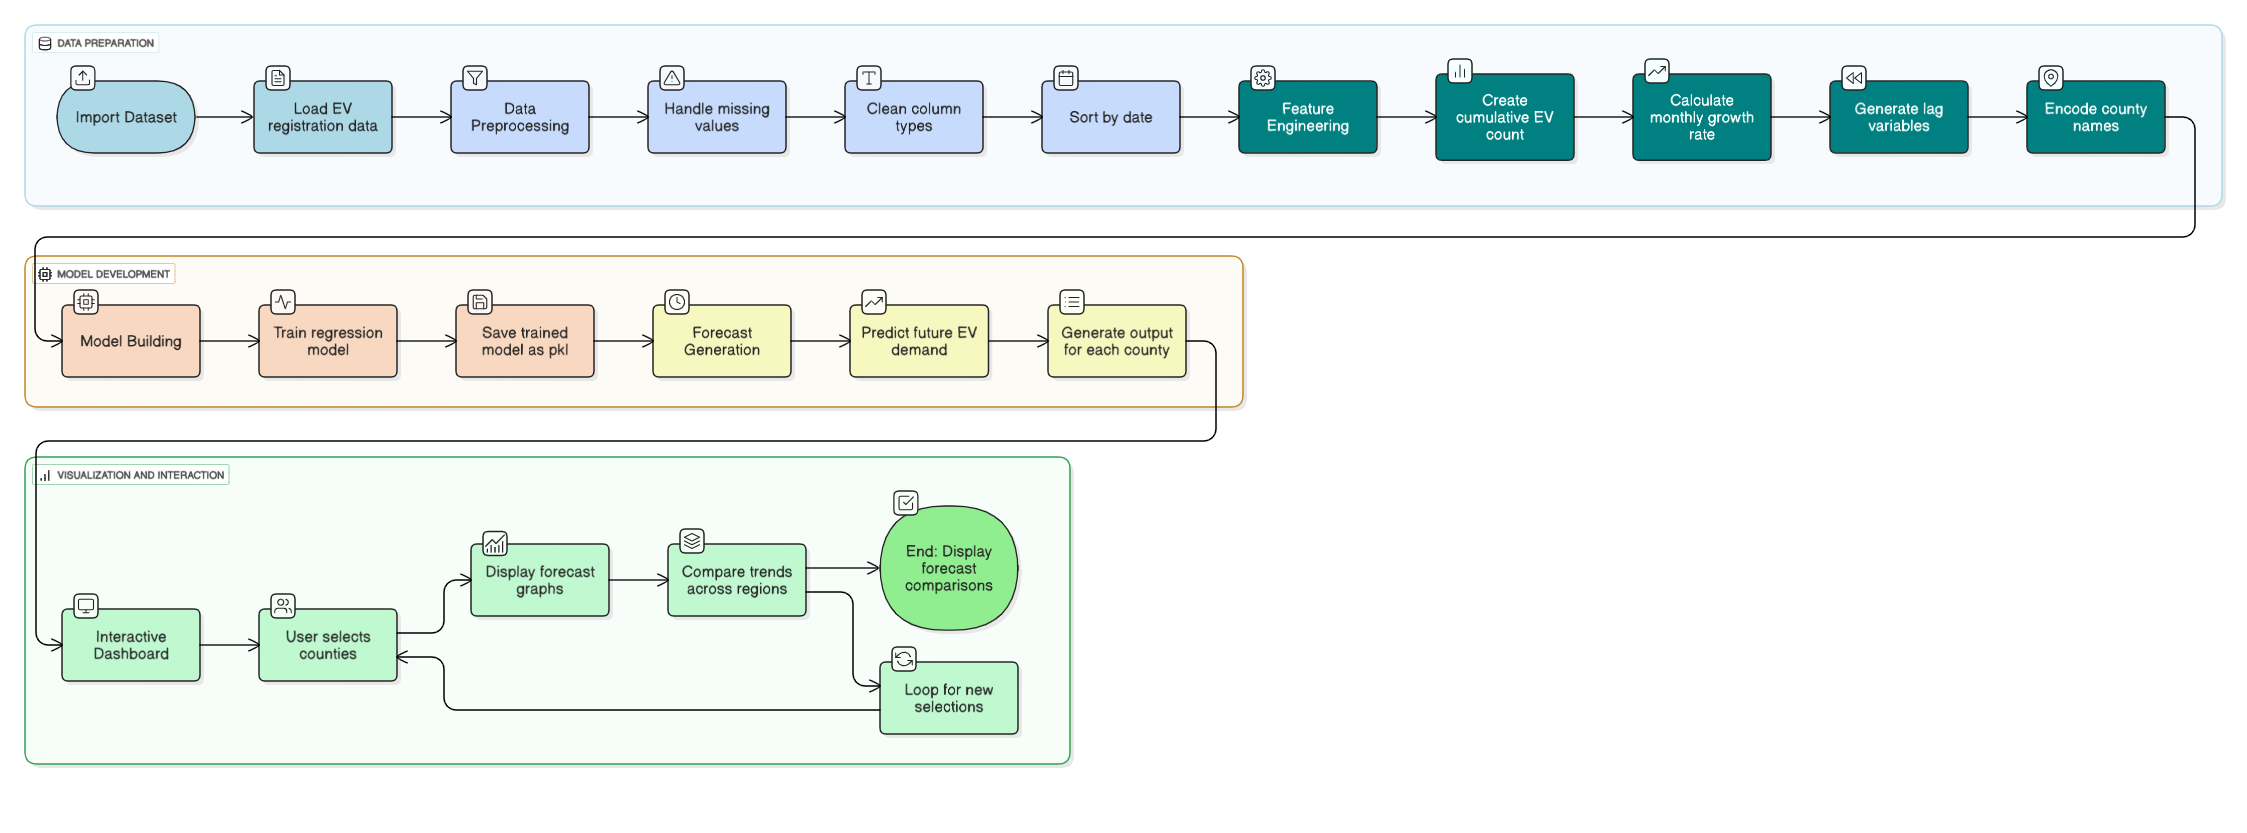 DATA PREPARATION
Import Dataset
Load EV
registration data
Data
Preprocessing
Handle missing
values
Clean column
types
Sort by date
Feature
Engineering
Create
cumulative EV
count
Calculate
monthly growth
rate
Generate lag
variables
Encode county
names
MODEL DEVELOPMENT
Model Building
Train regression
model
Save trained
model as pkl
Forecast
Generation
Predict future EV
demand
Generate output
for each county
VISUALIZATION AND INTERACTION
Interactive
Dashboard
User selects
counties
Display forecast
graphs
Compare trends
across regions
End: Display
forecast
comparisons
Loop for new
selections